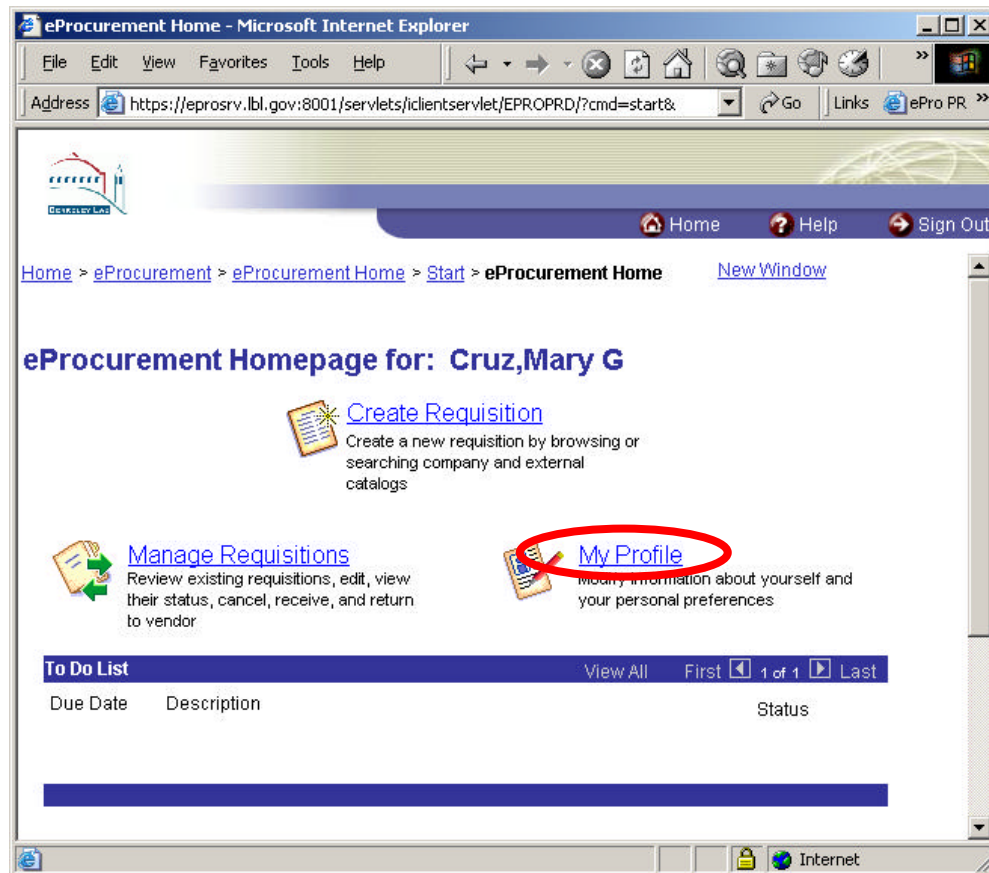 eProcurement Home - Microsoft Internet Explorer
File Edit View Favorites Tools Help »
Address https://eprosrv.lbl.gov:8001/servlets/iclientservlet/EPROPRD/?cmd=start& Go Links ePro PR »
BERKELEY LAB
Home Help Sign Out
Home > eProcurement > eProcurement Home > Start > eProcurement Home New Window
eProcurement Homepage for: Cruz,Mary G
Create Requisition
Create a new requisition by browsing or
searching company and external
catalogs
Manage Requisitions
Review existing requisitions, edit, view
their status, cancel, receive, and return
to vendor
My Profile
Modify information about yourself and
your personal preferences
To Do List View All First 1 of 1 Last
Due Date Description Status
Internet